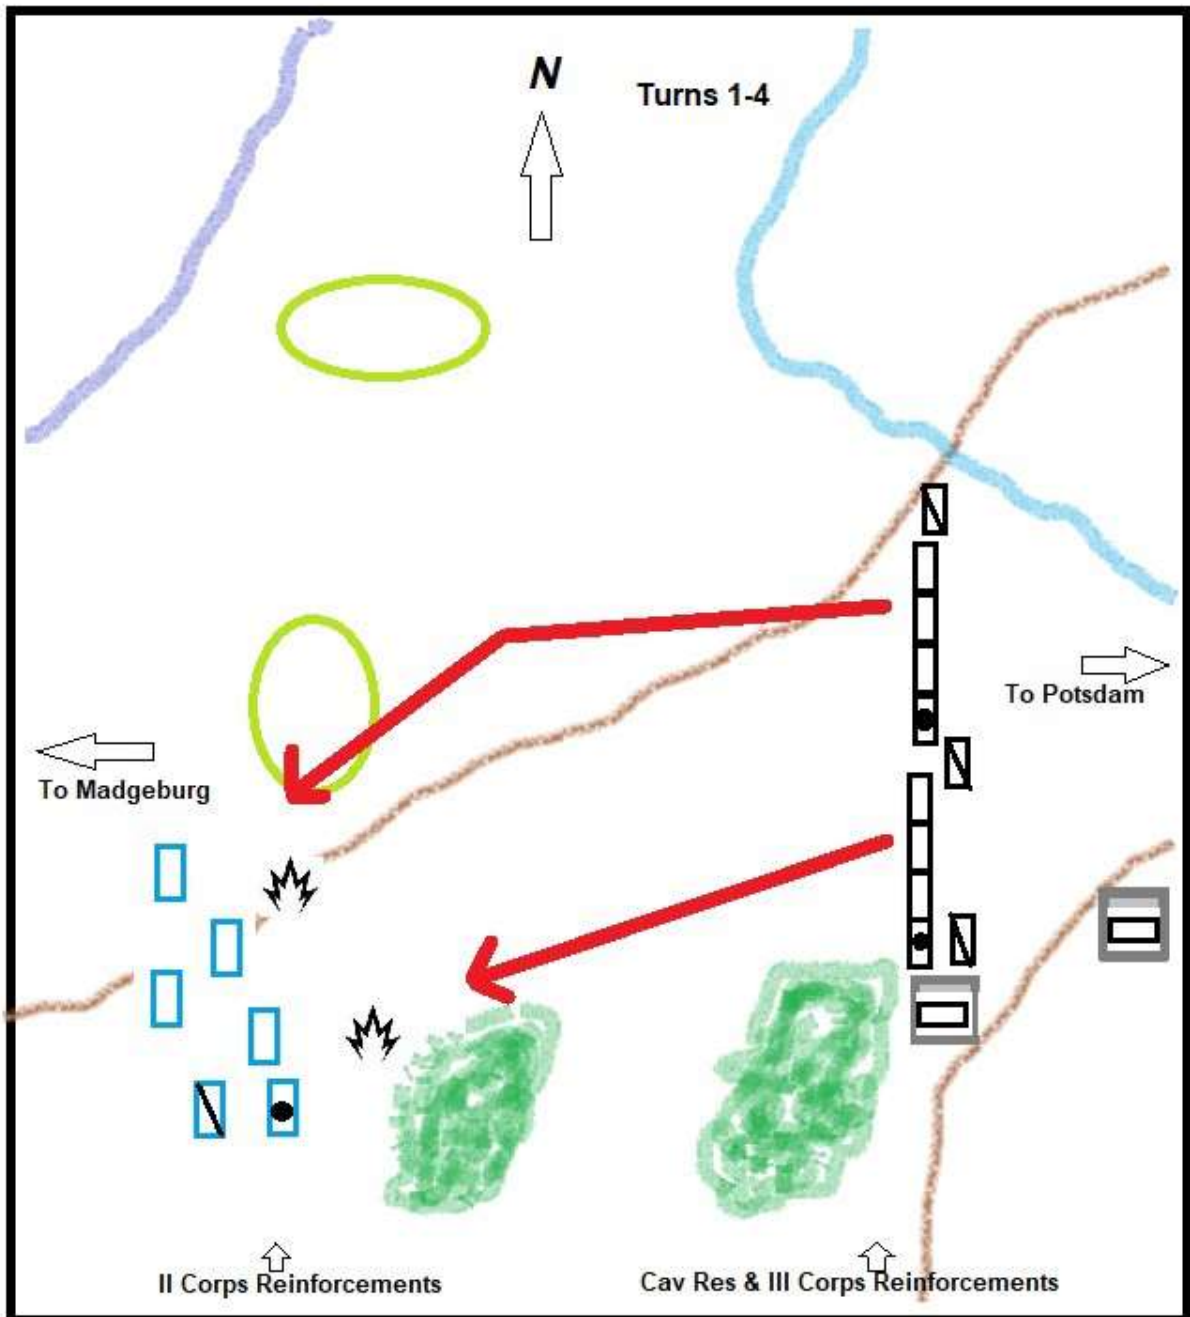 N
Turns 1-4
To Potsdam
To Madgeburg
II Corps Reinforcements
Cav Res & III Corps Reinforcements